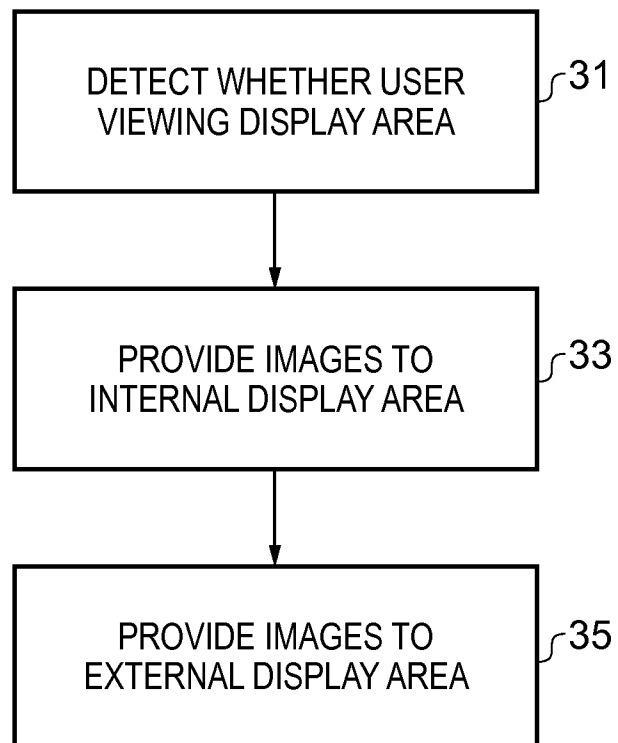 DETECT WHETHER USER
VIEWING DISPLAY AREA
31
PROVIDE IMAGES TO
INTERNAL DISPLAY AREA
33
PROVIDE IMAGES TO
EXTERNAL DISPLAY AREA
35